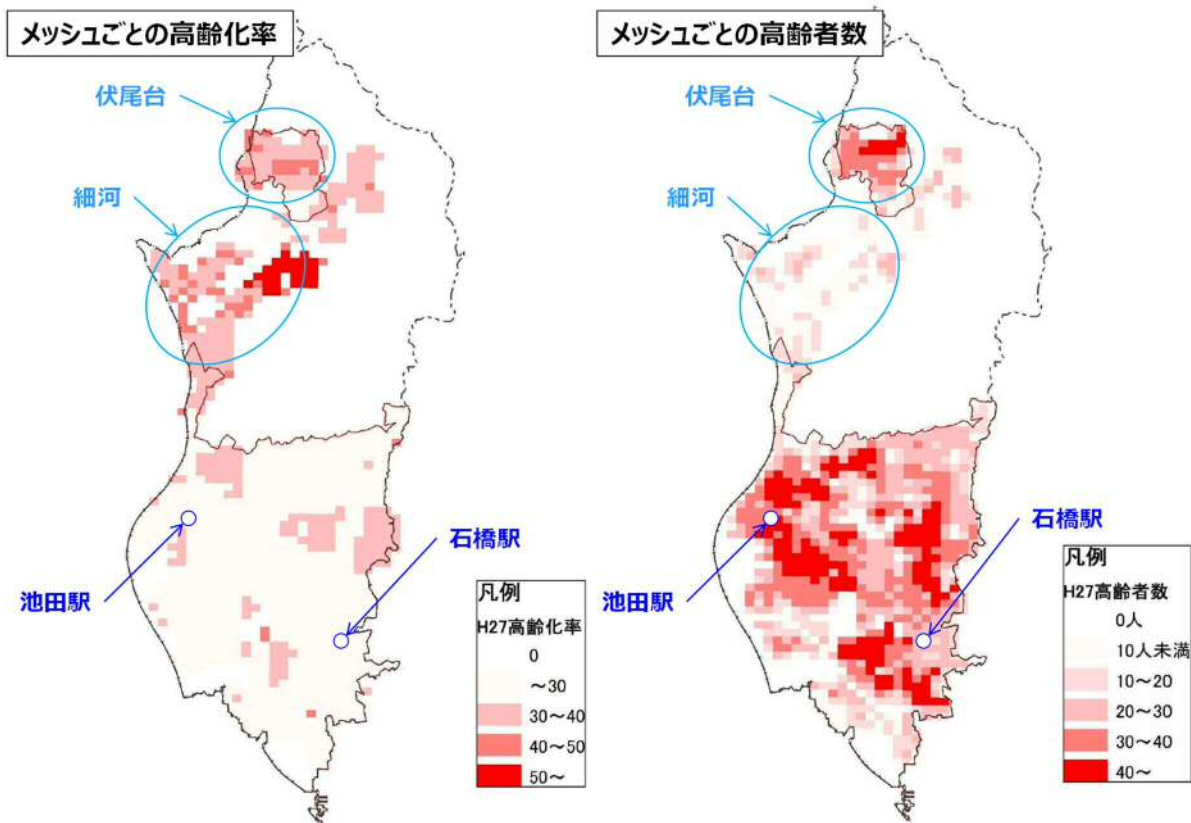 メッシュごとの高齢化率
伏尾台
細河
池田駅
石橋駅
凡例
H27高齢化率
0
～30
30～40
40～50
50～
メッシュごとの高齢者数
伏尾台
細河
池田駅
石橋駅
凡例
H27高齢者数
0人
10人未満
10～20
20～30
30～40
40～